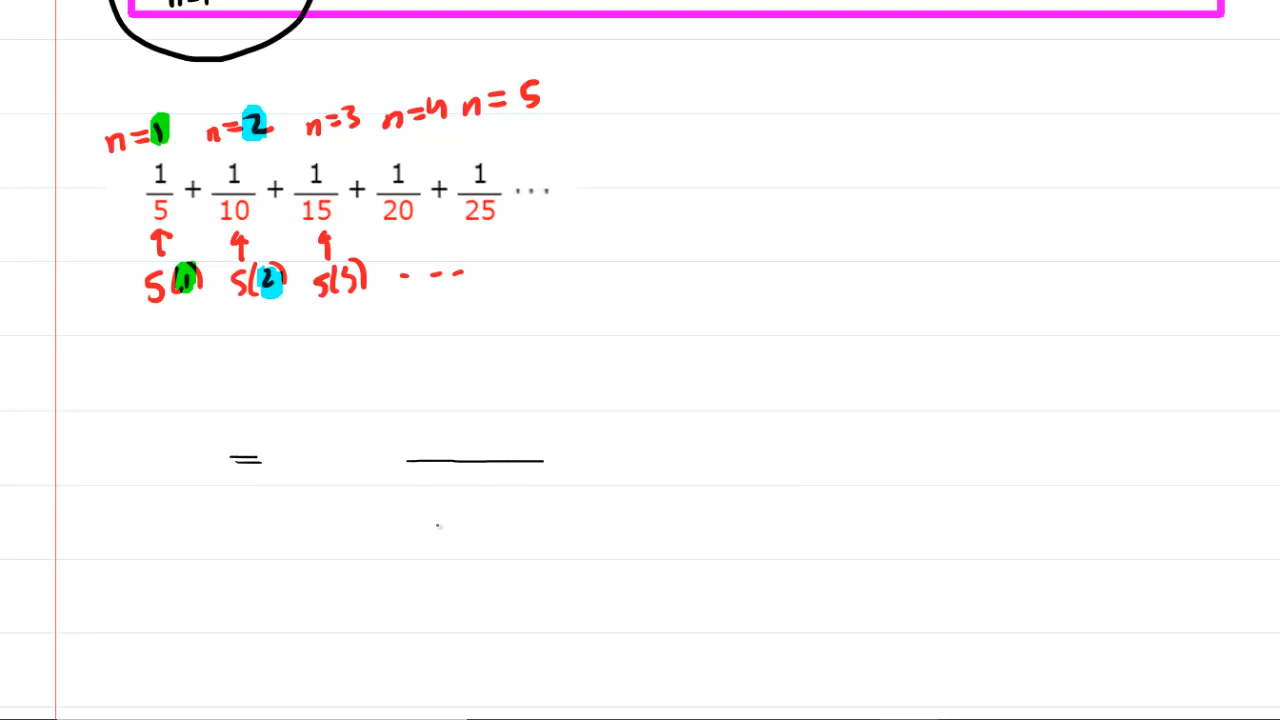 n=1 n=2 n=3 n=4 n=5
1/5 + 1/10 + 1/15 + 1/20 + 1/25 ...
5(1) 5(2) 5(3) ...
=